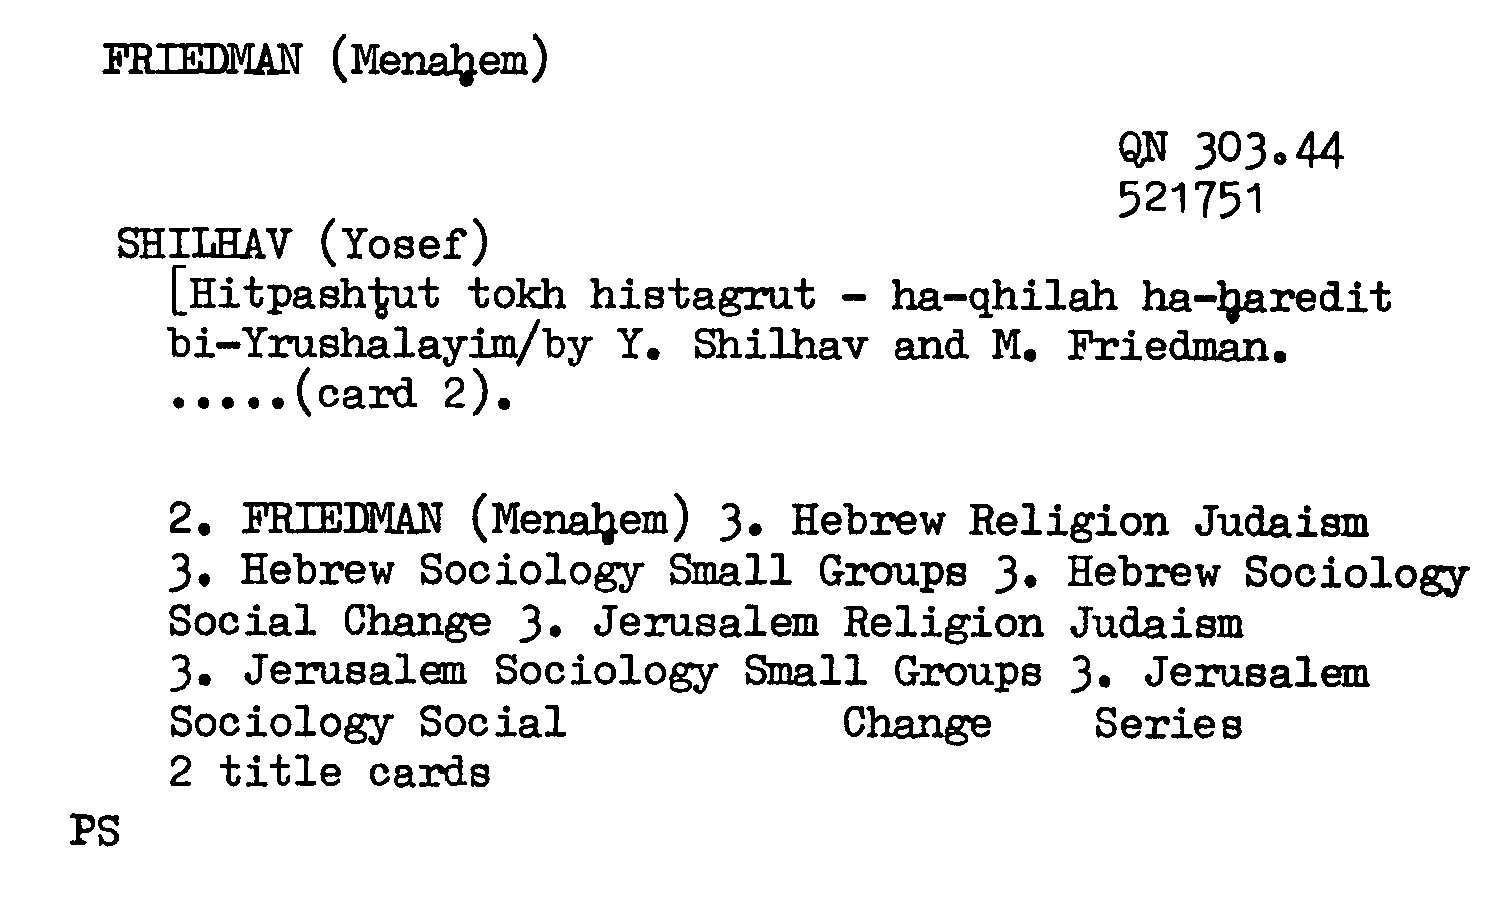 FRIEDMAN (Menaḥem)
QN 303.44
521751
SHILHAV (Yosef)
[Hitpashṭut tokh histagrut - ha-qhilah ha-ḥaredit
bi-Yrushalayim/by Y. Shilhav and M. Friedman.
.....(card 2).
2. FRIEDMAN (Menaḥem) 3. Hebrew Religion Judaism
3. Hebrew Sociology Small Groups 3. Hebrew Sociology
Social Change 3. Jerusalem Religion Judaism
3. Jerusalem Sociology Small Groups 3. Jerusalem
Sociology Social Change Series
2 title cards
PS